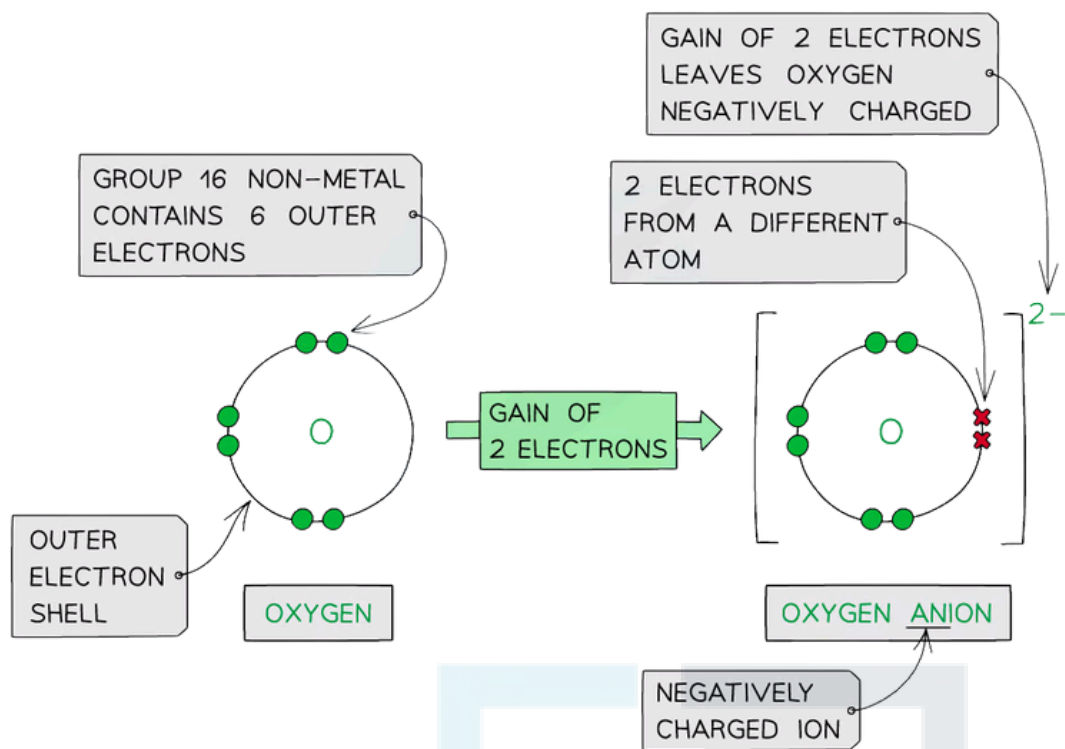 GAIN OF 2 ELECTRONS
LEAVES OXYGEN
NEGATIVELY CHARGED
GROUP 16 NON-METAL
CONTAINS 6 OUTER
ELECTRONS
2 ELECTRONS
FROM A DIFFERENT
ATOM
2-
O
GAIN OF
2 ELECTRONS
O
OUTER
ELECTRON
SHELL
OXYGEN
OXYGEN ANION
NEGATIVELY
CHARGED ION